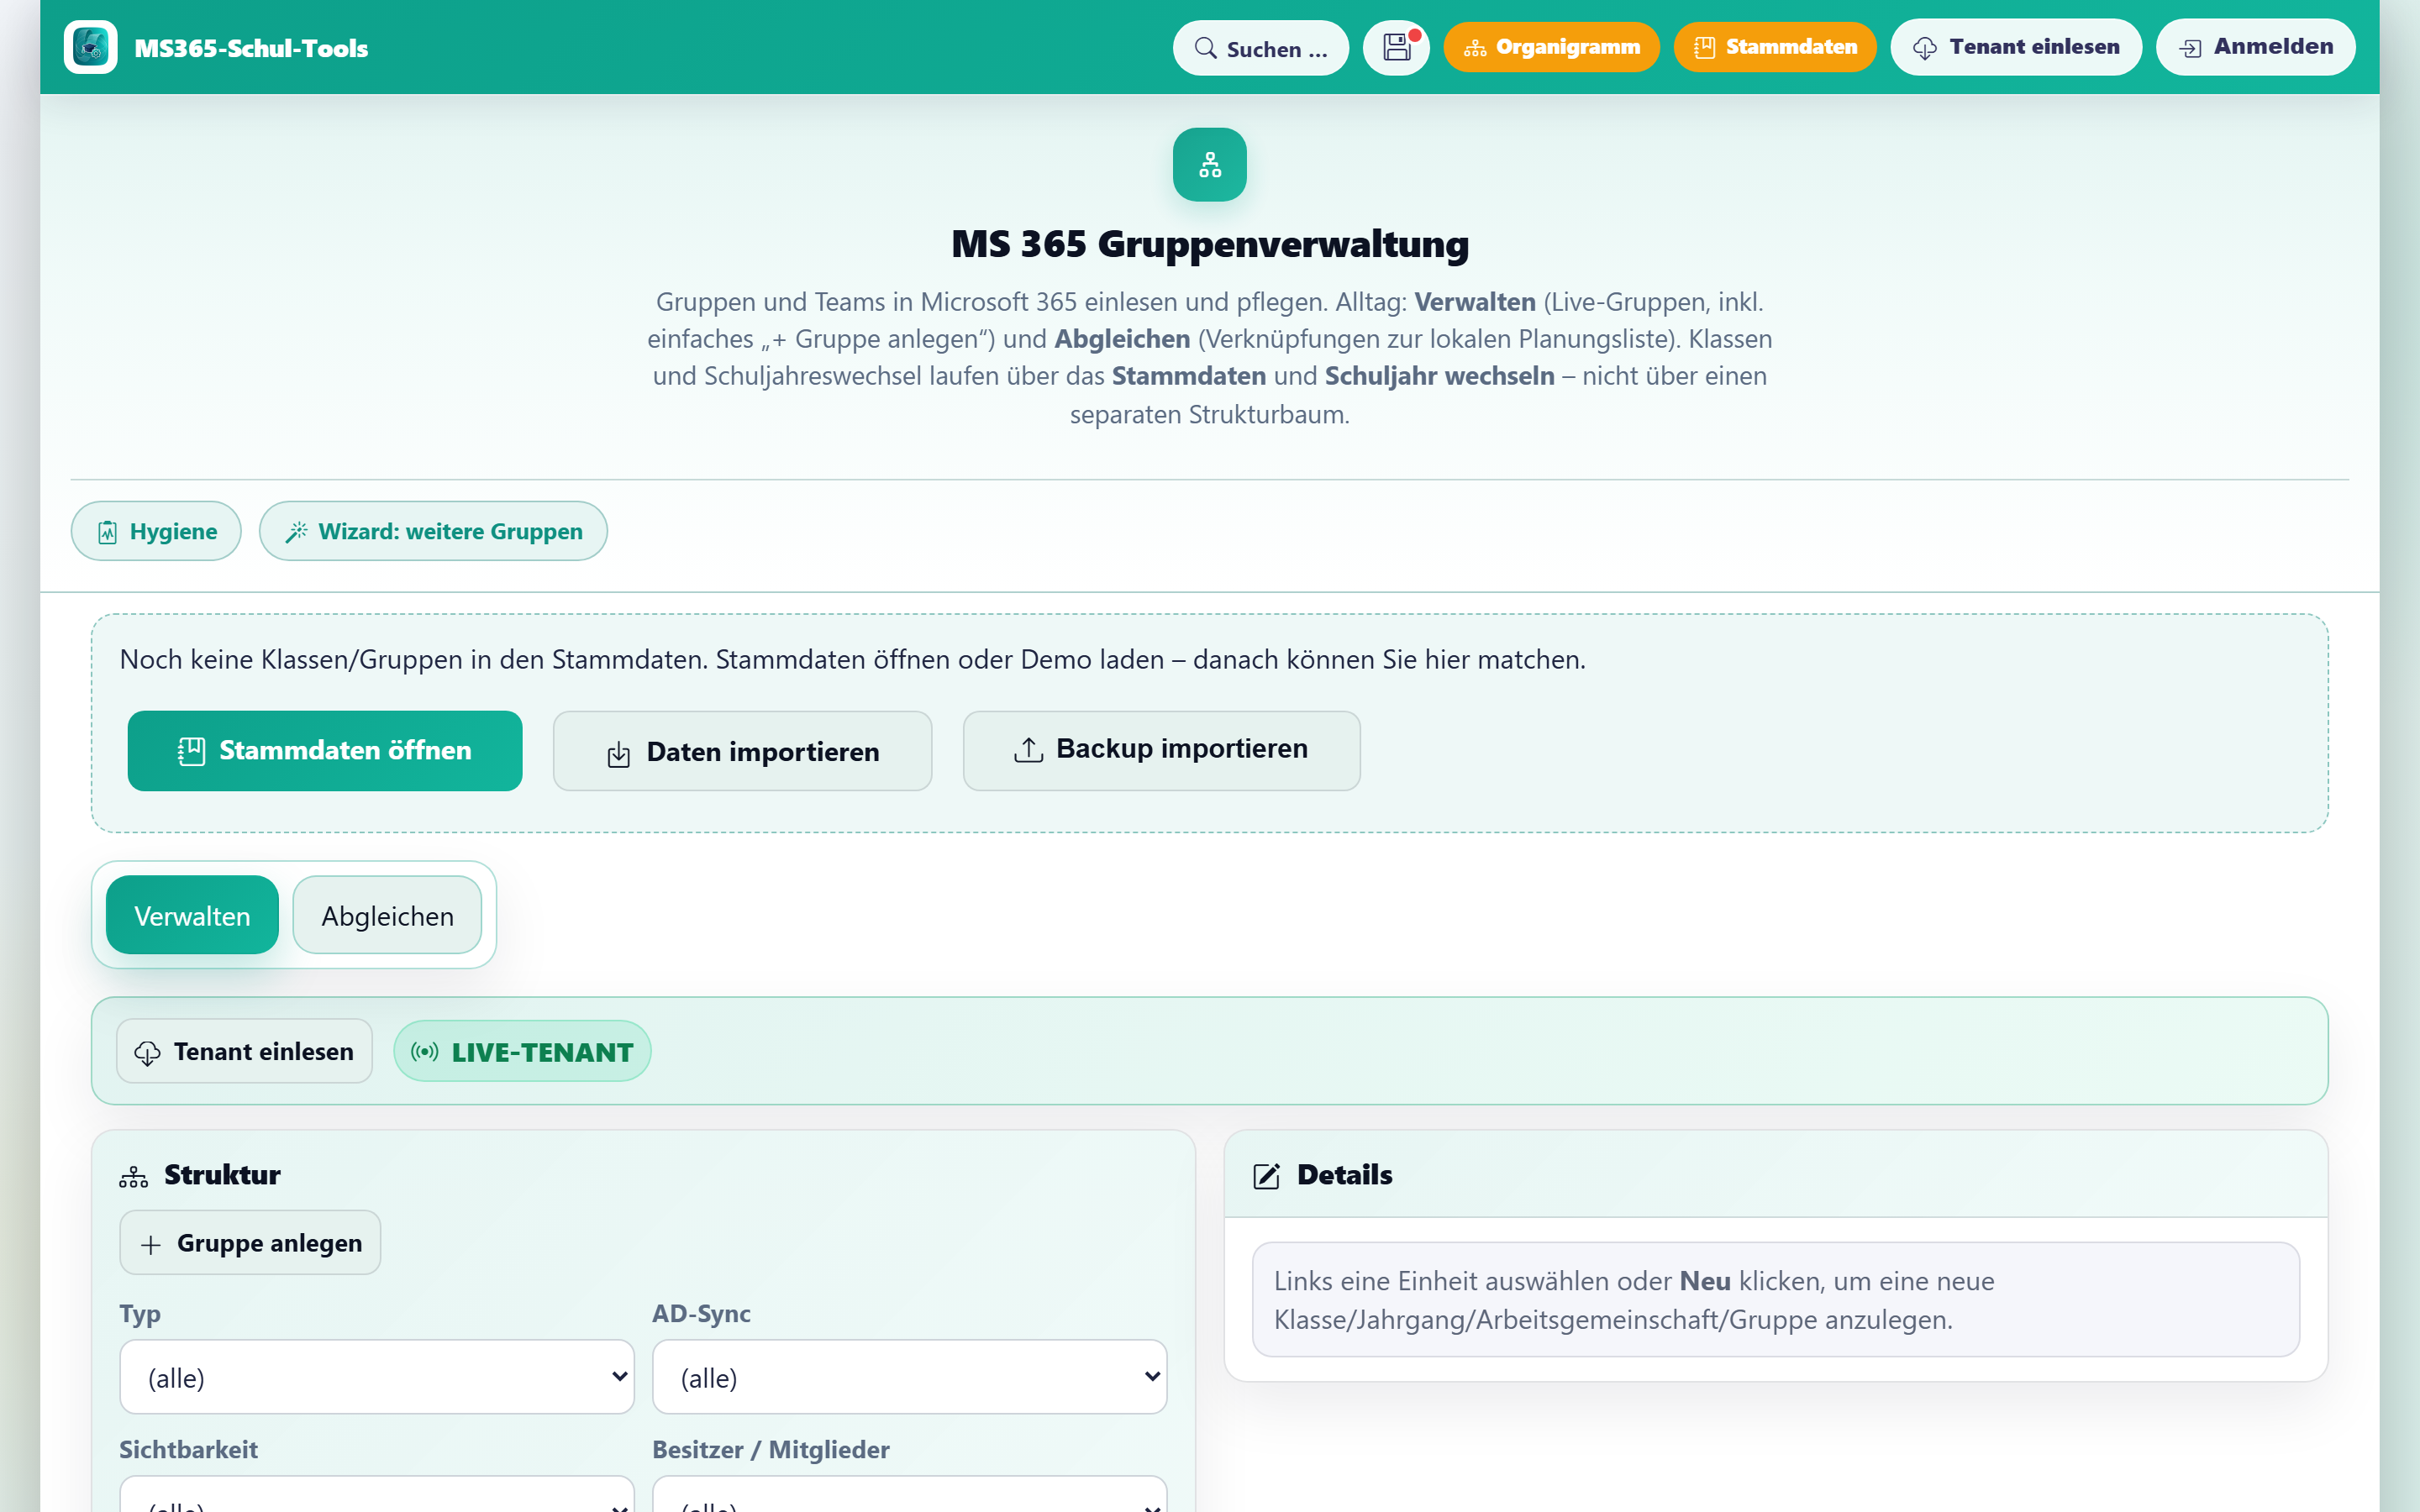 MS365-Schul-Tools
Suchen ...
Organigramm
Stammdaten
Tenant einlesen
Anmelden
MS 365 Gruppenverwaltung
Gruppen und Teams in Microsoft 365 einlesen und pflegen. Alltag: Verwalten (Live-Gruppen, inkl.
einfaches „+ Gruppe anlegen“) und Abgleichen (Verknüpfungen zur lokalen Planungsliste). Klassen
und Schuljahreswechsel laufen über das Stammdaten und Schuljahr wechseln – nicht über einen
separaten Strukturbaum.
Hygiene
Wizard: weitere Gruppen
Noch keine Klassen/Gruppen in den Stammdaten. Stammdaten öffnen oder Demo laden – danach können Sie hier matchen.
Stammdaten öffnen
Daten importieren
Backup importieren
Verwalten
Abgleichen
Tenant einlesen
LIVE-TENANT
Struktur
Gruppe anlegen
Typ
AD-Sync
(alle)
(alle)
Sichtbarkeit
Besitzer / Mitglieder
(alle)
(alle)
Details
Links eine Einheit auswählen oder Neu klicken, um eine neue
Klasse/Jahrgang/Arbeitsgemeinschaft/Gruppe anzulegen.